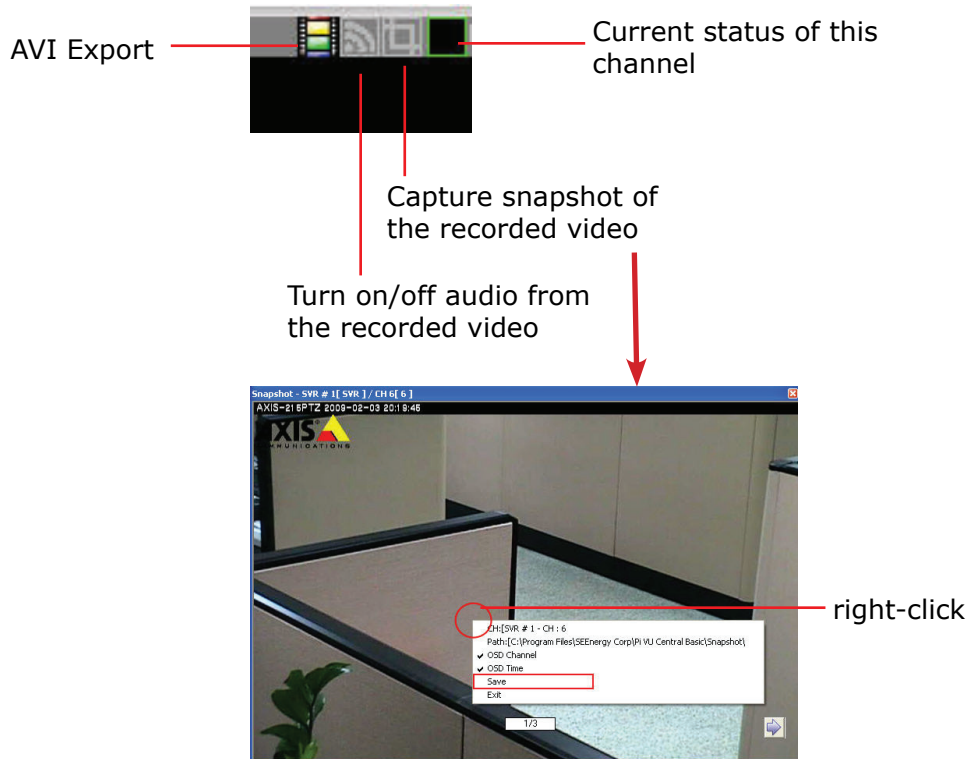 AVI Export
Current status of this
channel
Capture snapshot of
the recorded video
Turn on/off audio from
the recorded video
Snapshot - SVR # 1[ SVR ] / CH 6[ 6 ]
AXIS-215PTZ 2009-02-03 20:19:45
AXIS
COMMUNICATIONS
right-click
CH:[SVR # 1 - CH : 6
Path:[C:\Program Files\SEEnergy Corp\Pi VU Central Basic\Snapshot\
OSD Channel
OSD Time
Save
Exit
1/3